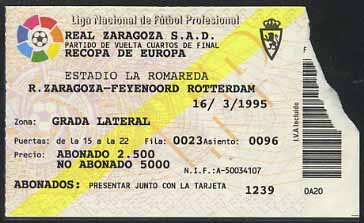 Liga Nacional de Fútbol Profesional
REAL ZARAGOZA S.A.D.
PARTIDO DE VUELTA CUARTOS DE FINAL
RECOPA DE EUROPA
ESTADIO LA ROMAREDA
R.ZARAGOZA-FEYENOORD ROTTERDAM
16/ 3/1995
Zona: GRADA LATERAL
Puertas: de la 15 a la 22 Fila: 0023 Asiento: 0096
Precio: ABONADO 2.500
NO ABONADO 5000
N.I.F.:A-50034107
ABONADOS: PRESENTAR JUNTO CON LA TARJETA 1239 0A20
I.V.A incluido